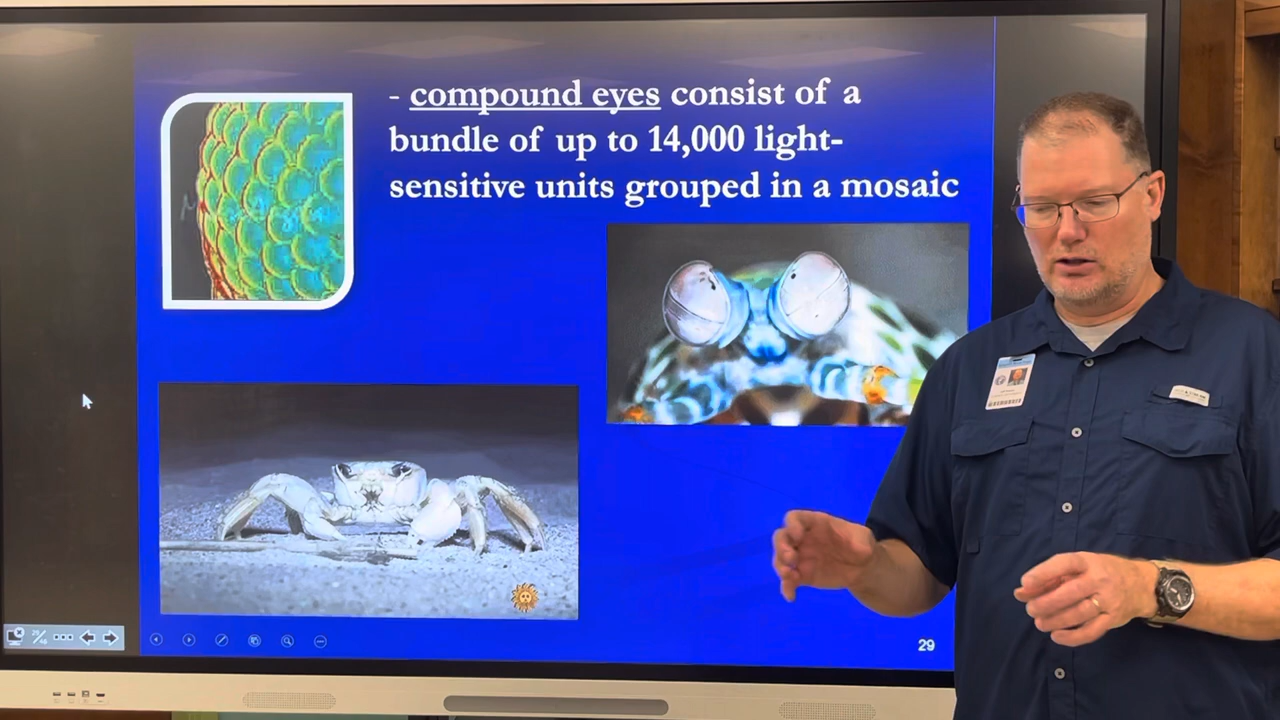 - compound eyes consist of a
bundle of up to 14,000 light-
sensitive units grouped in a mosaic
29